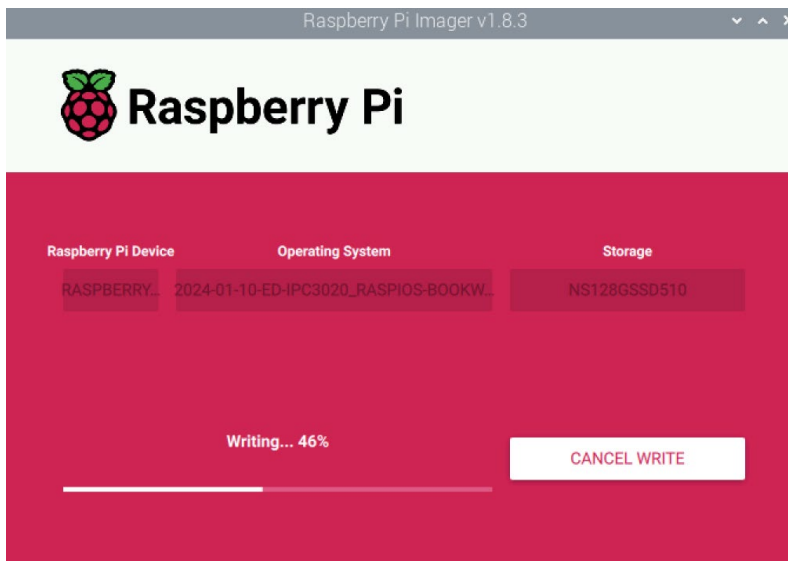 Raspberry Pi Imager v1.8.3
Raspberry Pi
Raspberry Pi Device
Operating System
Storage
RASPBERRY...
2024-01-10-ED-IPC3020_RASPIOS-BOOKW...
NS128GSSD510
Writing... 46%
CANCEL WRITE